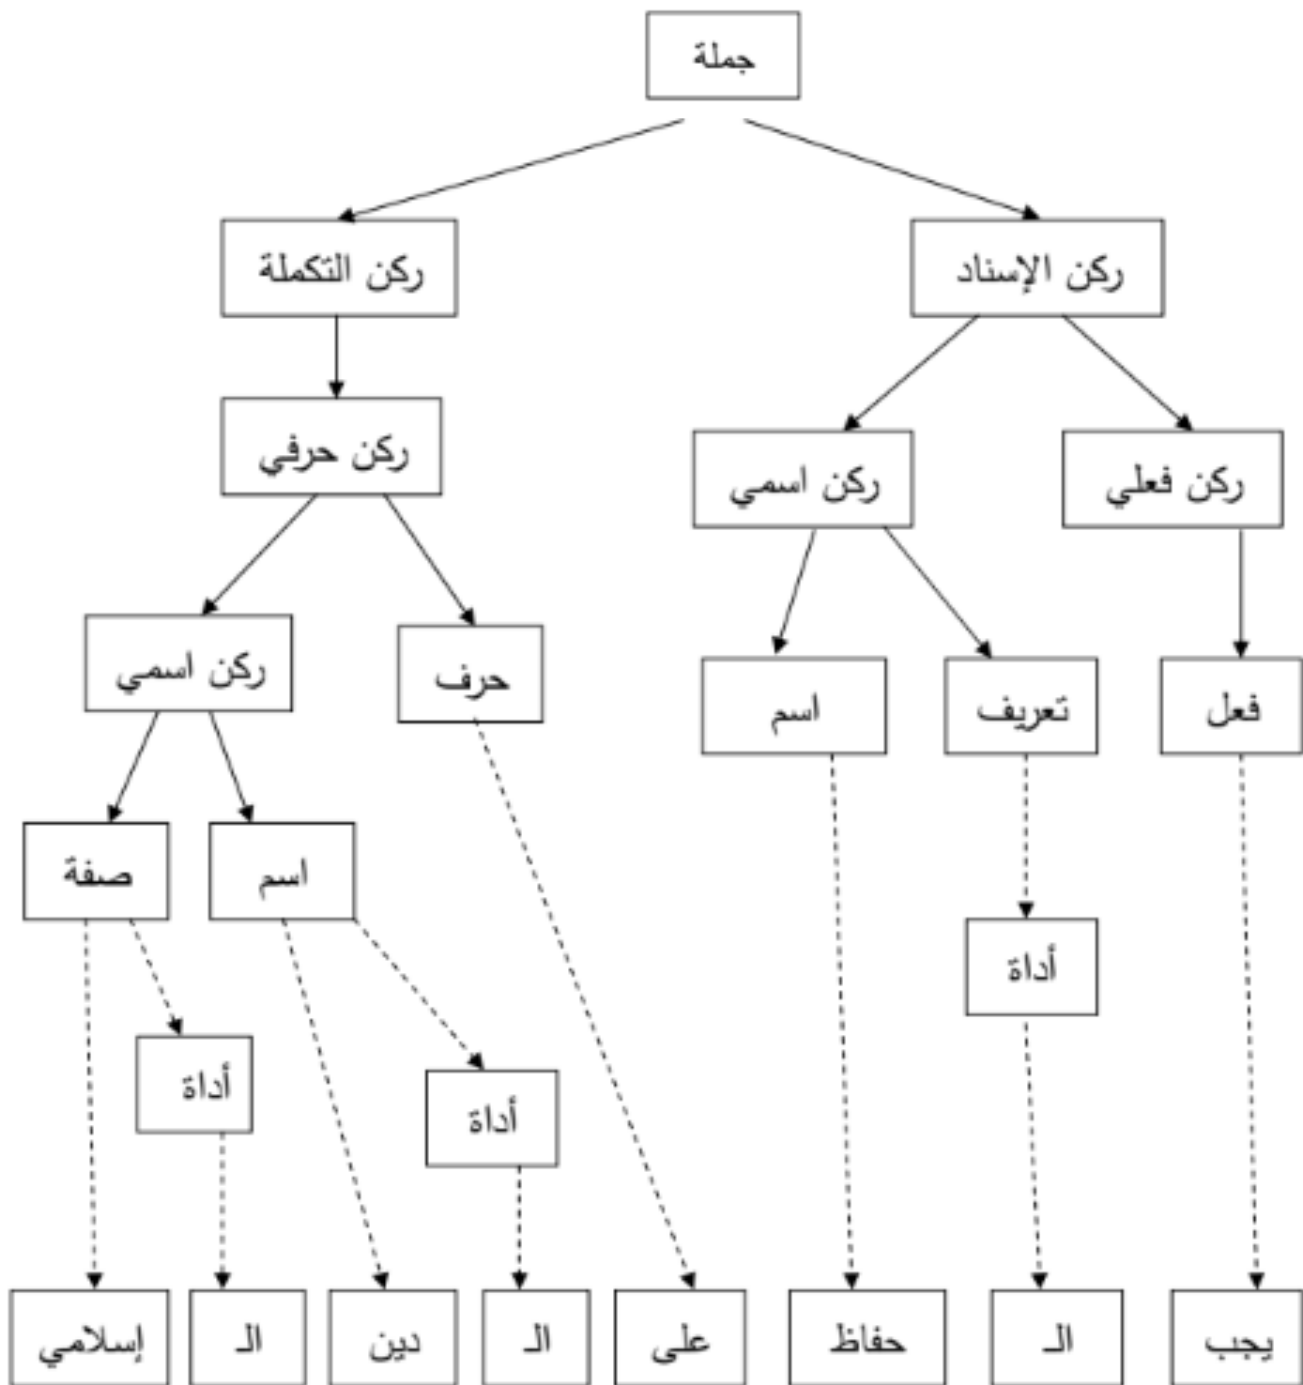 جملة
ركن الإسناد
ركن التكملة
ركن حرفي
ركن فعلي
ركن اسمي
حرف
ركن اسمي
فعل
تعريف
اسم
اسم
صفة
أداة
أداة
أداة
يجب
الـ
حفاظ
على
الـ
دين
الـ
إسلامي